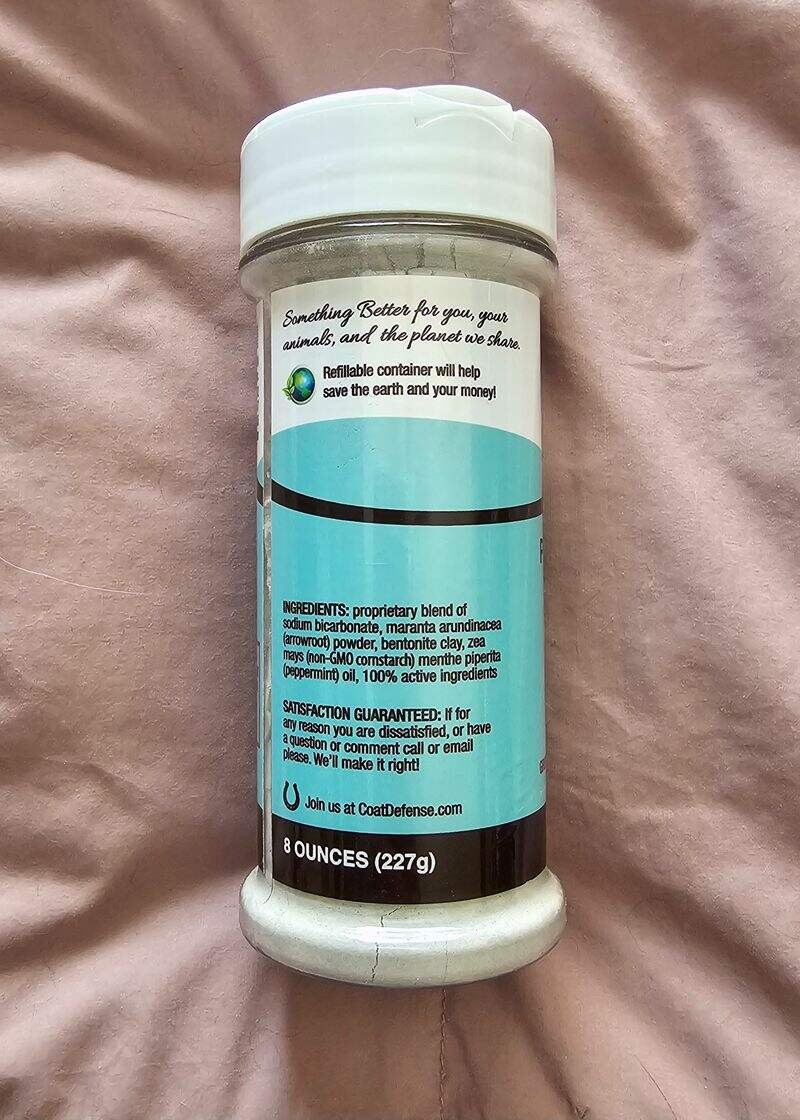 Something Better for you, your
animals, and the planet we share.
Refillable container will help
save the earth and your money!
INGREDIENTS: proprietary blend of
sodium bicarbonate, maranta arundinacea
(arrowroot) powder, bentonite clay, zea
mays (non-GMO cornstarch) menthe piperita
(peppermint) oil, 100% active ingredients
SATISFACTION GUARANTEED: If for
any reason you are dissatisfied, or have
a question or comment call or email
please. We'll make it right!
Join us at CoatDefense.com
8 OUNCES (227g)